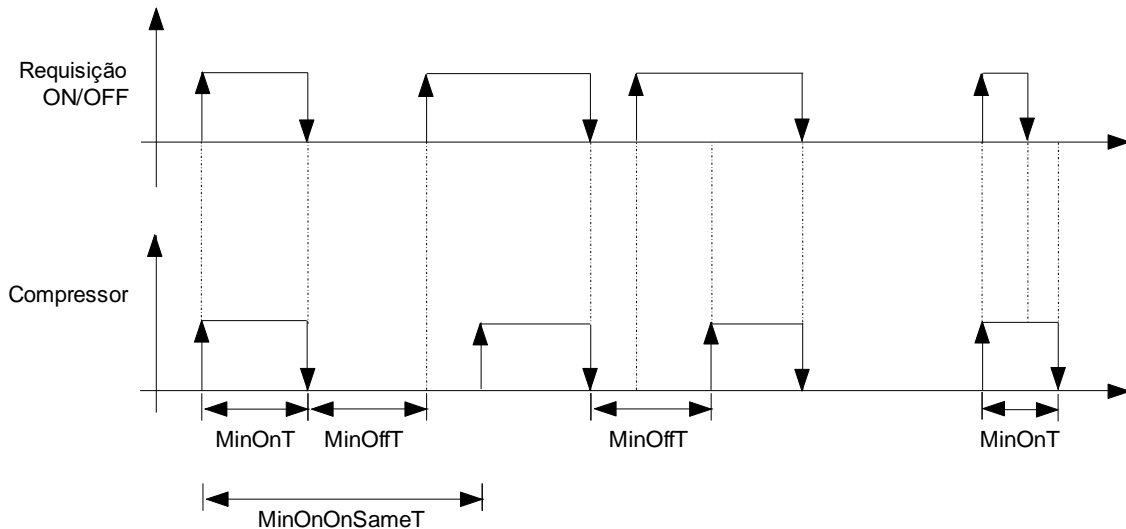 Requisição
ON/OFF
Compressor
MinOnT
MinOffT
MinOffT
MinOnT
MinOnOnSameT